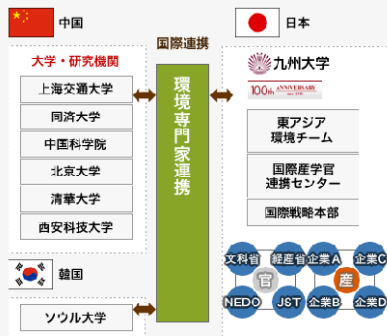 中国
大学・研究機関
上海交通大学
同済大学
中国科学院
北京大学
清華大学
西安科技大学
韓国
ソウル大学
国際連携
環境専門家連携
日本
九州大学
100th ANNIVERSARY
東アジア
環境チーム
国際産学官
連携センター
国際戦略本部
文科省
経産省
官
NEDO
JST
企業A
企業C
産
企業B
企業D